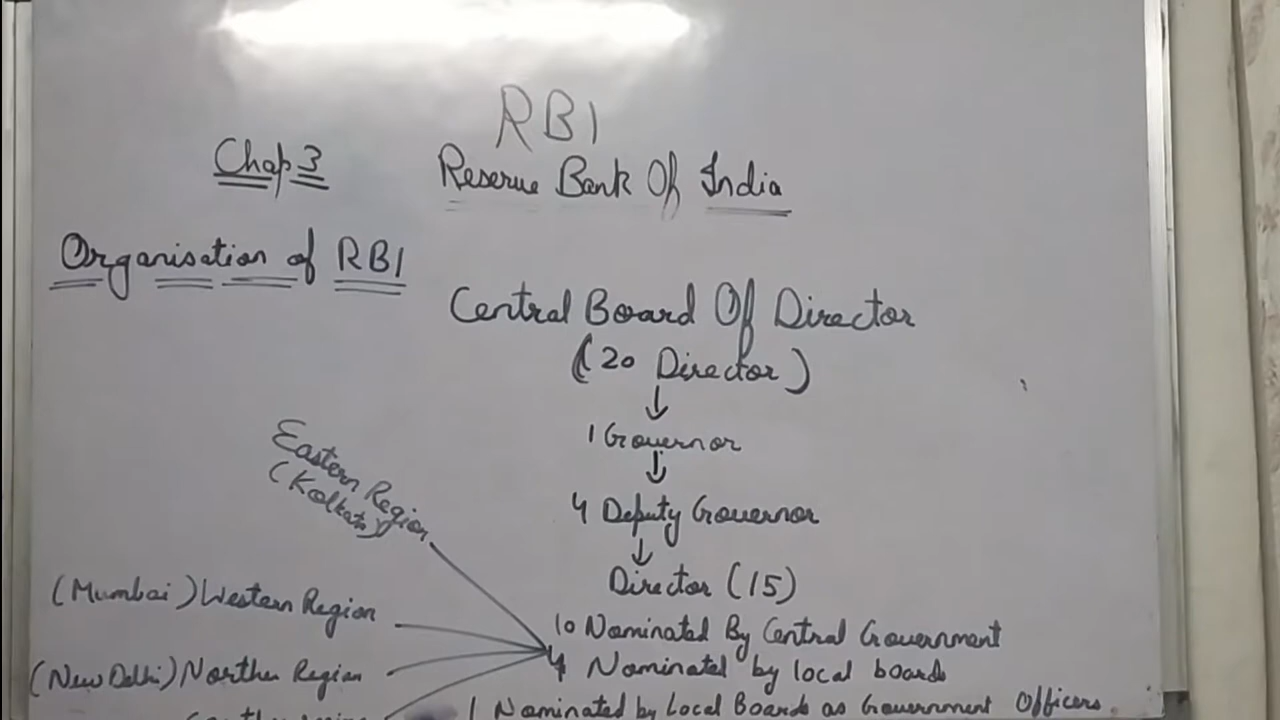 RBI
Chap 3
Reserve Bank Of India
Organisation of RBI
Central Board Of Director
(20 Director)
1 Governor
4 Deputy Governor
Director (15)
10 Nominated By Central Government
4 Nominated by local boards
1 Nominated by Local Boards as Government Officers.
Eastern Region
(Kolkata)
(Mumbai) Western Region
(New Delhi) Northen Region